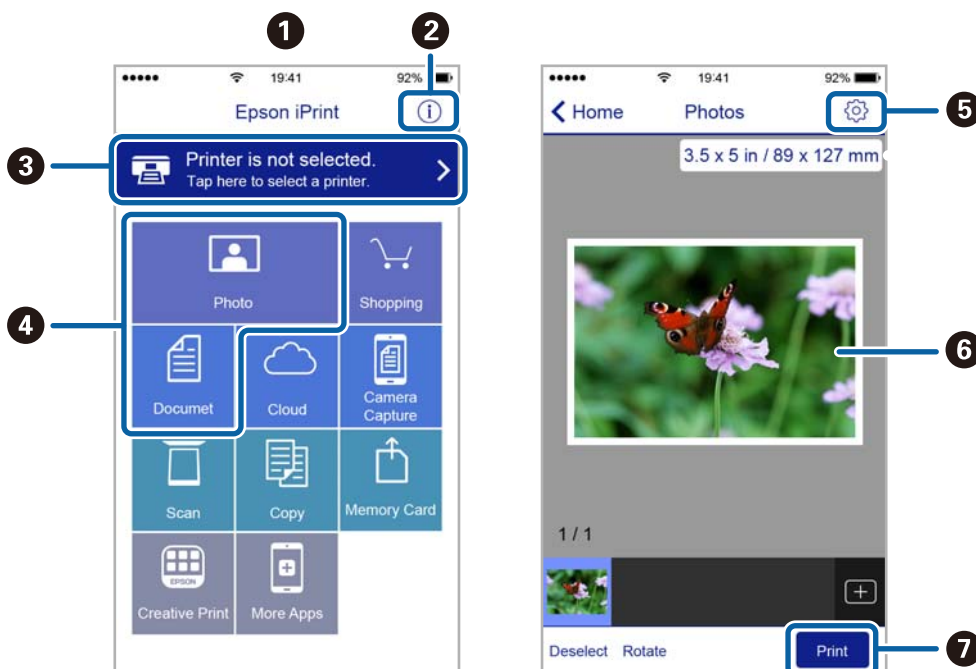 1
2
19:41
92%
Epson iPrint
i
3
Printer is not selected.
Tap here to select a printer.
4
Photo
Shopping
Documet
Cloud
Camera
Capture
Scan
Copy
Memory Card
EPSON
Creative Print
More Apps
19:41
92%
Home
Photos
5
3.5 x 5 in / 89 x 127 mm
6
1 / 1
Deselect
Rotate
Print
7